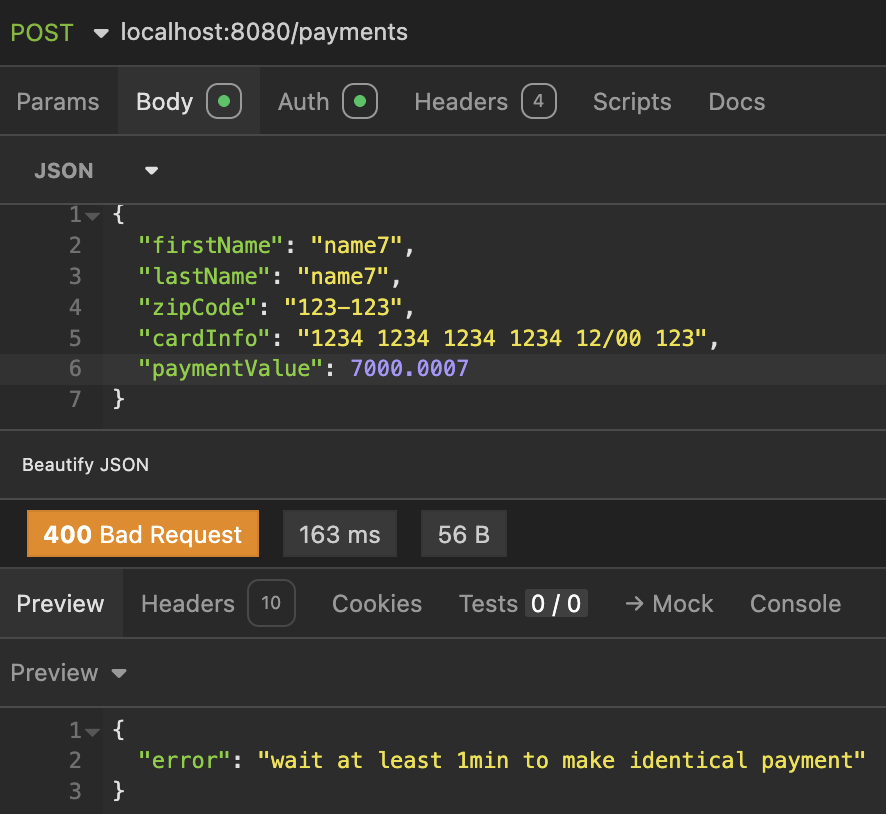 POST localhost:8080/payments
Params Body Auth Headers 4 Scripts Docs
JSON
1 {
2 "firstName": "name7",
3 "lastName": "name7",
4 "zipCode": "123-123",
5 "cardInfo": "1234 1234 1234 1234 12/00 123",
6 "paymentValue": 7000.0007
7 }
Beautify JSON
400 Bad Request 163 ms 56 B
Preview Headers 10 Cookies Tests 0 / 0 → Mock Console
Preview
1 {
2 "error": "wait at least 1min to make identical payment"
3 }